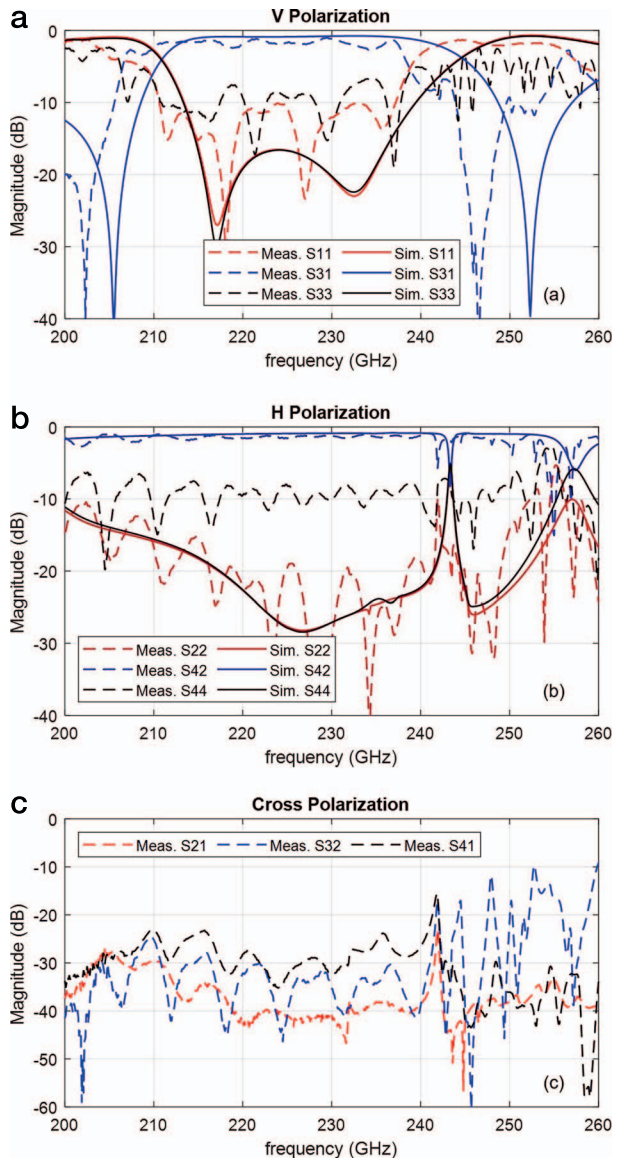 a
V Polarization
0
-10
-20
-30
-40
Magnitude (dB)
Meas. S11 Sim. S11
Meas. S31 Sim. S31
Meas. S33 Sim. S33
(a)
200 210 220 230 240 250 260
frequency (GHz)
b
H Polarization
0
-10
-20
-30
-40
Magnitude (dB)
Meas. S22 Sim. S22
Meas. S42 Sim. S42
Meas. S44 Sim. S44
(b)
200 210 220 230 240 250 260
frequency (GHz)
c
Cross Polarization
0
-10
-20
-30
-40
-50
-60
Magnitude (dB)
Meas. S21 Meas. S32 Meas. S41
(c)
200 210 220 230 240 250 260
frequency (GHz)